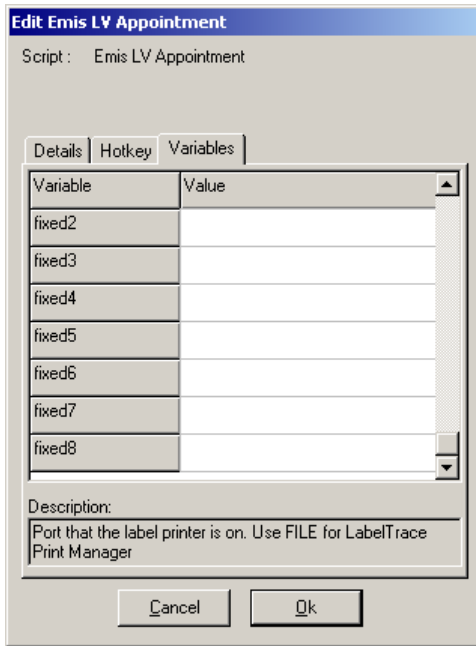 Edit Emis LV Appointment
Script : Emis LV Appointment
Details Hotkey Variables
Variable Value
fixed2
fixed3
fixed4
fixed5
fixed6
fixed7
fixed8
Description:
Port that the label printer is on. Use FILE for LabelTrace
Print Manager
Cancel Ok